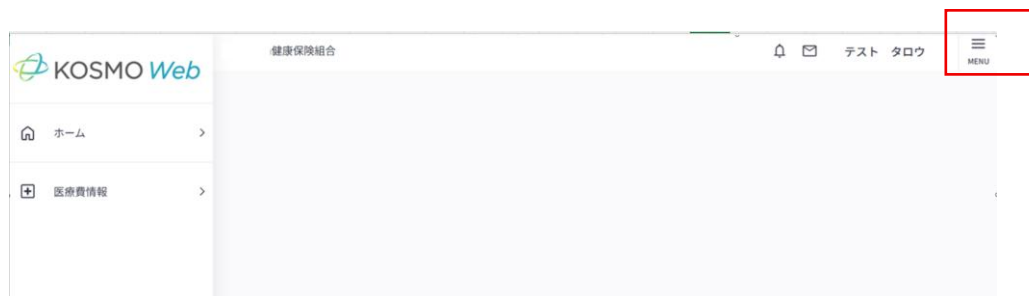 KOSMO Web
健康保険組合
テスト タロウ
MENU
ホーム
医療費情報